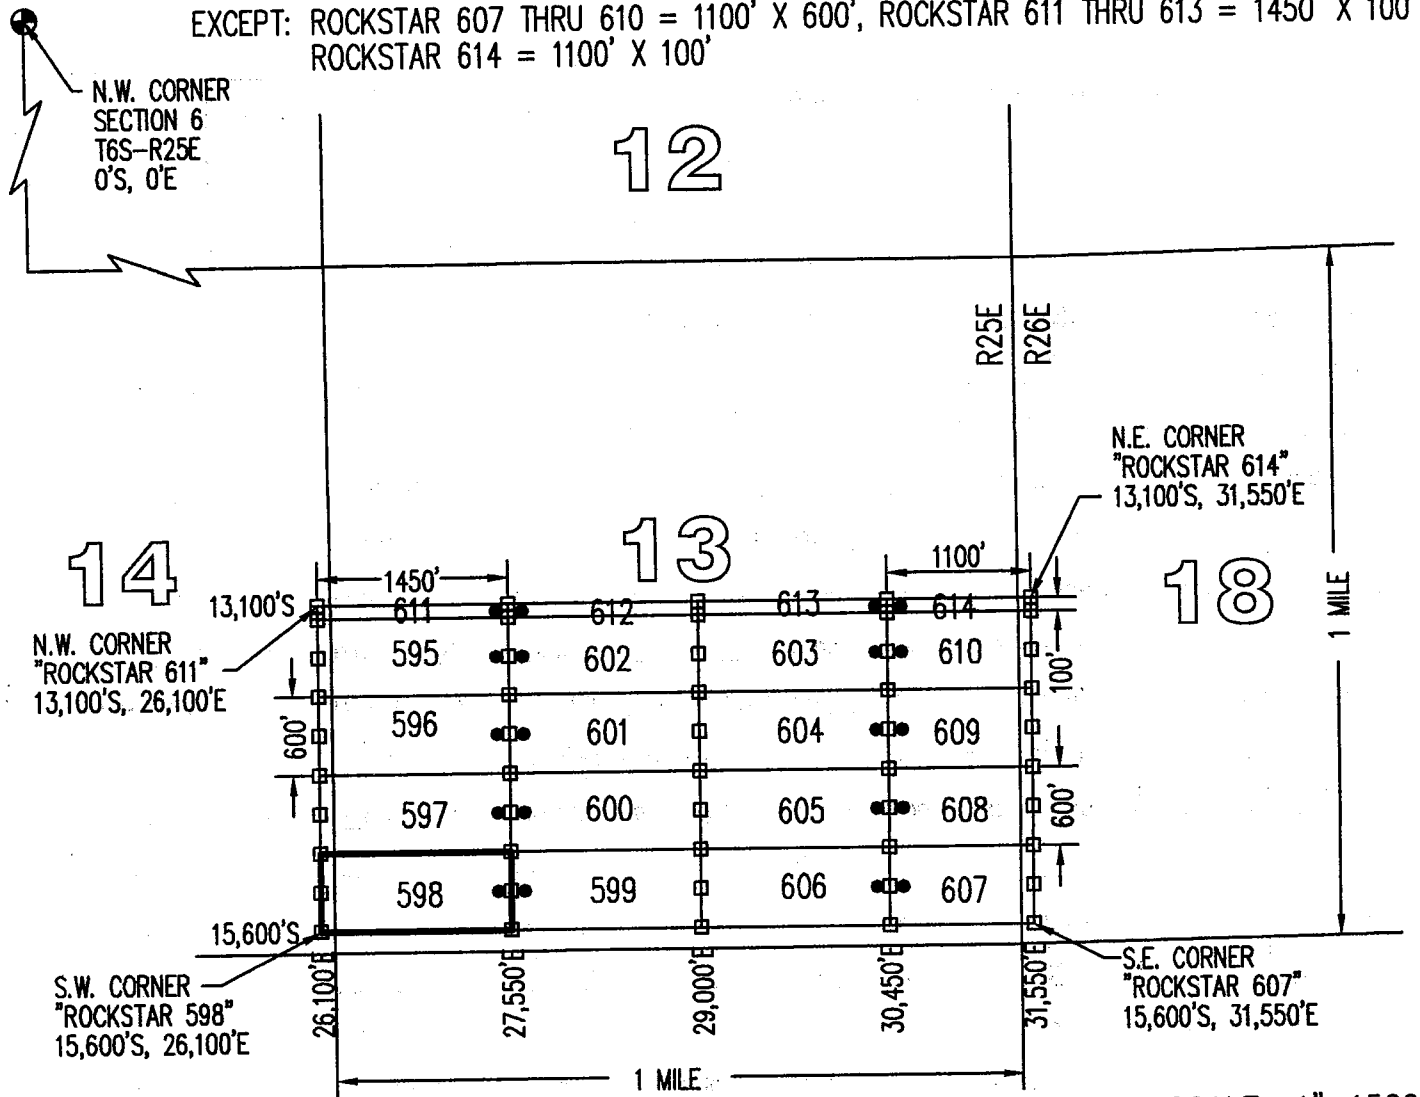 EXCEPT: ROCKSTAR 607 THRU 610 = 1100' X 600', ROCKSTAR 611 THRU 613 = 1450' X 100'
ROCKSTAR 614 = 1100' X 100'
N.W. CORNER
SECTION 6
T6S-R25E
0'S, 0'E
12
R25E
R26E
N.E. CORNER
"ROCKSTAR 614"
13,100'S, 31,550'E
14
13
18
1 MILE
1450'
1100'
13,100'S
611
612
613
614
N.W. CORNER
"ROCKSTAR 611"
13,100'S, 26,100'E
595
602
603
610
100'
600'
596
601
604
609
597
600
605
608
600'
598
599
606
607
15,600'S
S.W. CORNER
"ROCKSTAR 598"
15,600'S, 26,100'E
26,100'E
27,550'E
29,000'E
30,450'E
31,550'E
S.E. CORNER
"ROCKSTAR 607"
15,600'S, 31,550'E
1 MILE